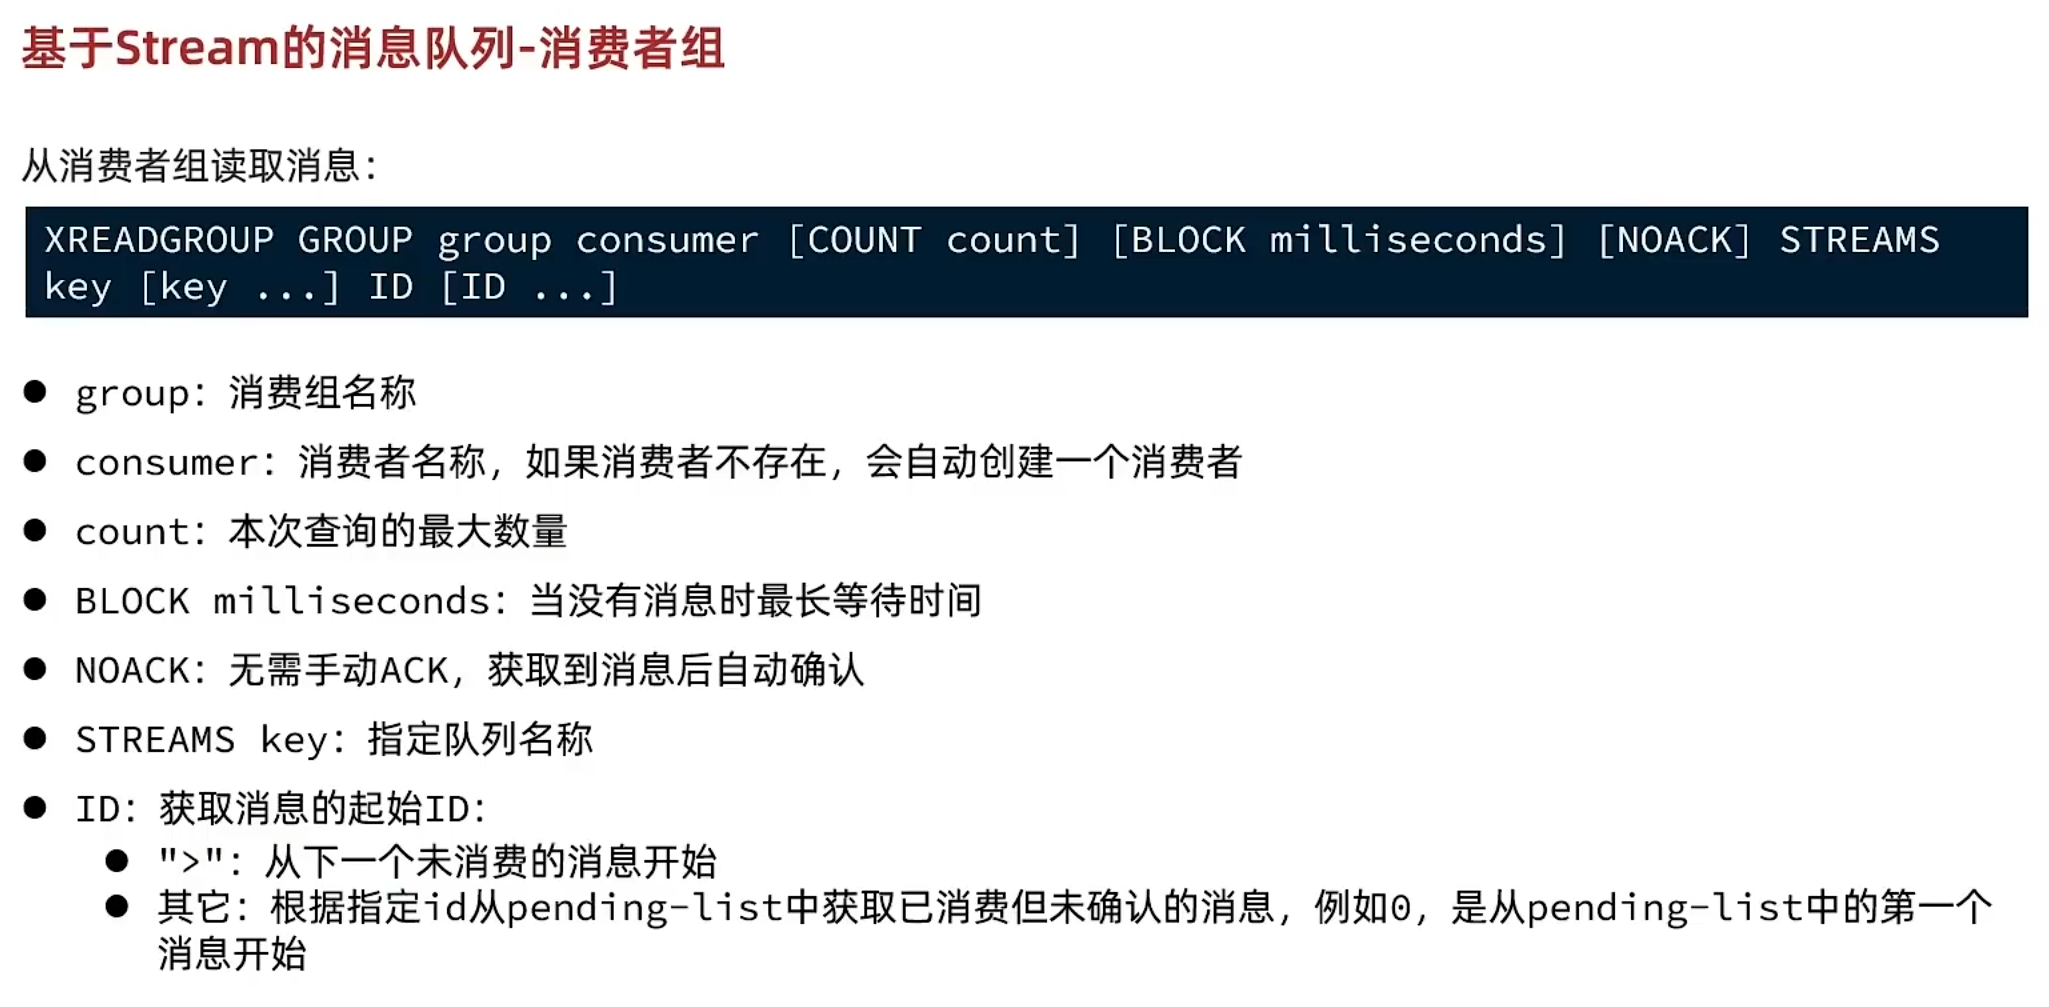 基于Stream的消息队列-消费者组
从消费者组读取消息：
XREADGROUP GROUP group consumer [COUNT count] [BLOCK milliseconds] [NOACK] STREAMS
key [key ...] ID [ID ...]
● group：消费组名称
● consumer：消费者名称，如果消费者不存在，会自动创建一个消费者
● count：本次查询的最大数量
● BLOCK milliseconds：当没有消息时最长等待时间
● NOACK：无需手动ACK，获取到消息后自动确认
● STREAMS key：指定队列名称
● ID：获取消息的起始ID：
● ">"：从下一个未消费的消息开始
● 其它：根据指定id从pending-list中获取已消费但未确认的消息，例如0，是从pending-list中的第一个
消息开始